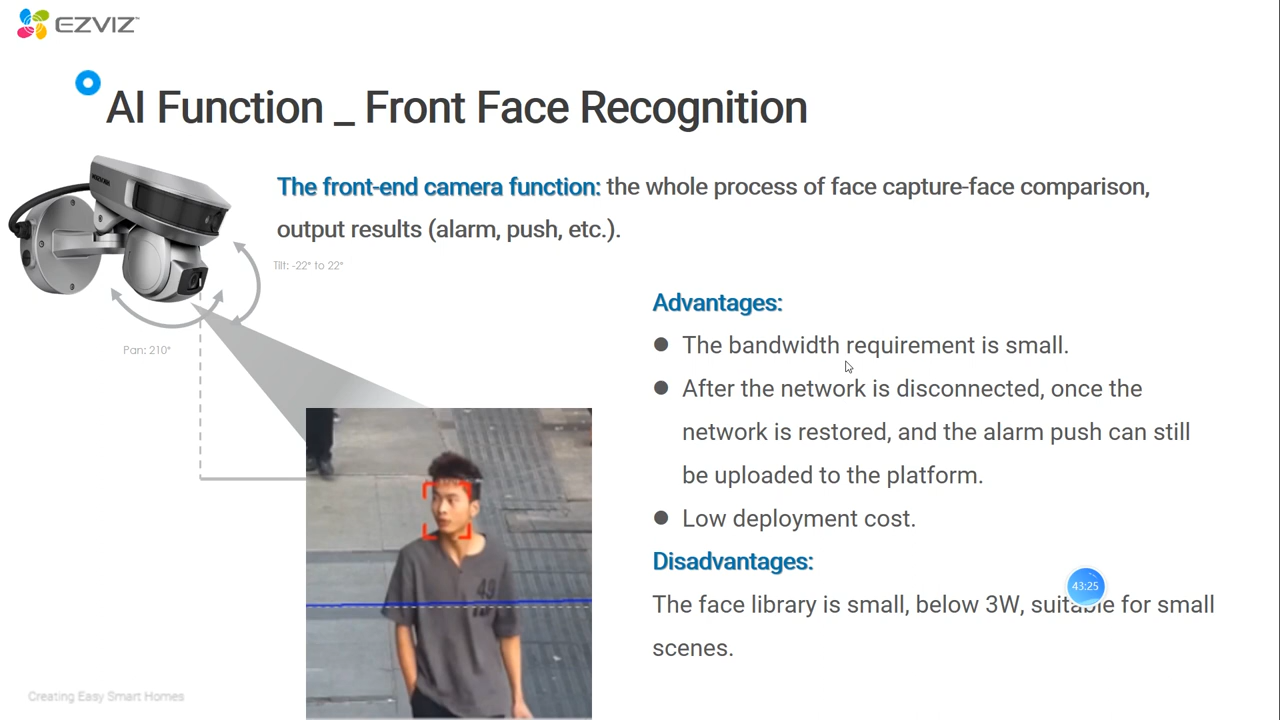 EZVIZ
AI Function _ Front Face Recognition
The front-end camera function: the whole process of face capture-face comparison,
output results (alarm, push, etc.).
Tilt: -22° to 22°
Pan: 210°
Advantages:
The bandwidth requirement is small.
After the network is disconnected, once the
network is restored, and the alarm push can still
be uploaded to the platform.
Low deployment cost.
Disadvantages:
43:25
The face library is small, below 3W, suitable for small
scenes.
Creating Easy Smart Homes